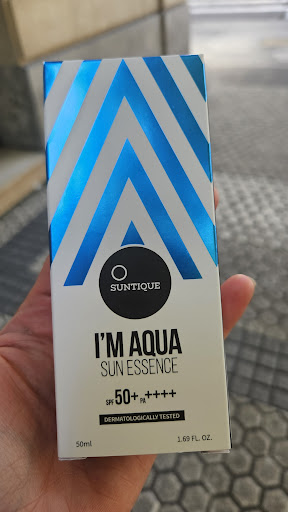 SUNTIQUE
I'M AQUA
SUN ESSENCE
SPF 50+ PA ++++
DERMATOLOGICALLY TESTED
50ml 1.69 FL. OZ.